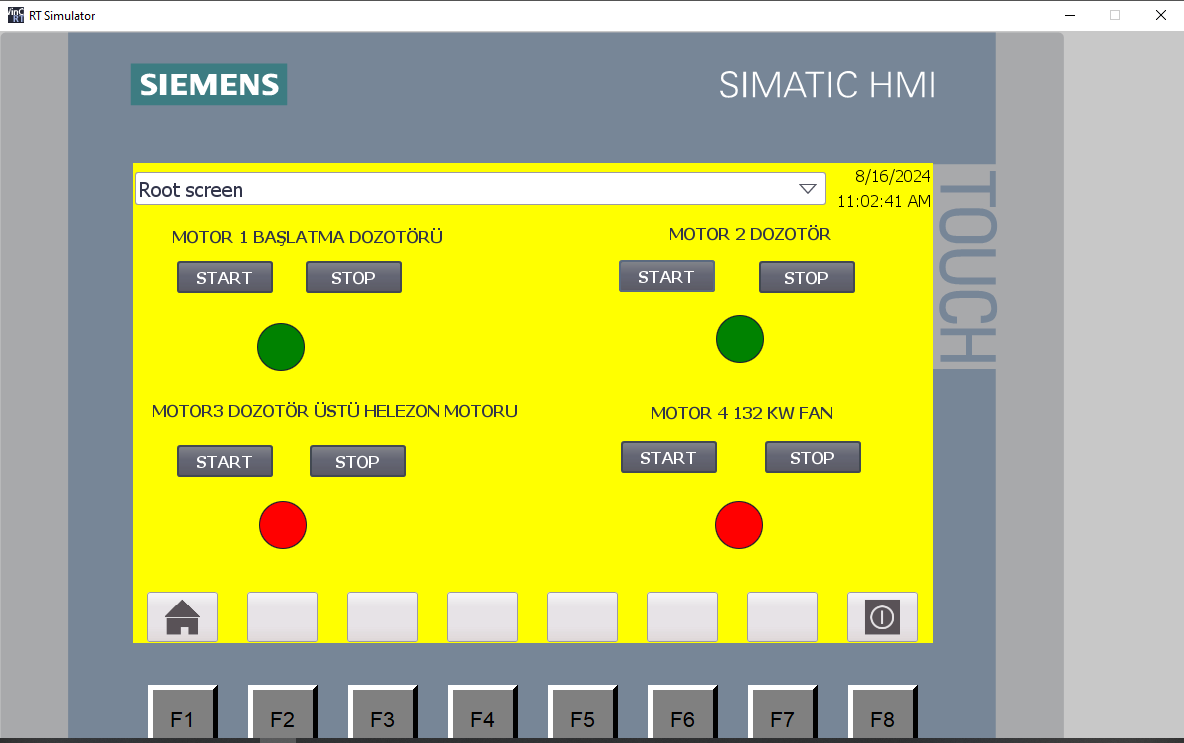 RT Simulator
SIEMENS
SIMATIC HMI
TOUCH
Root screen
8/16/2024
11:02:41 AM
MOTOR 1 BAŞLATMA DOZOTÖRÜ
START
STOP
MOTOR 2 DOZOTÖR
START
STOP
MOTOR3 DOZOTÖR ÜSTÜ HELEZON MOTORU
START
STOP
MOTOR 4 132 KW FAN
START
STOP
F1
F2
F3
F4
F5
F6
F7
F8